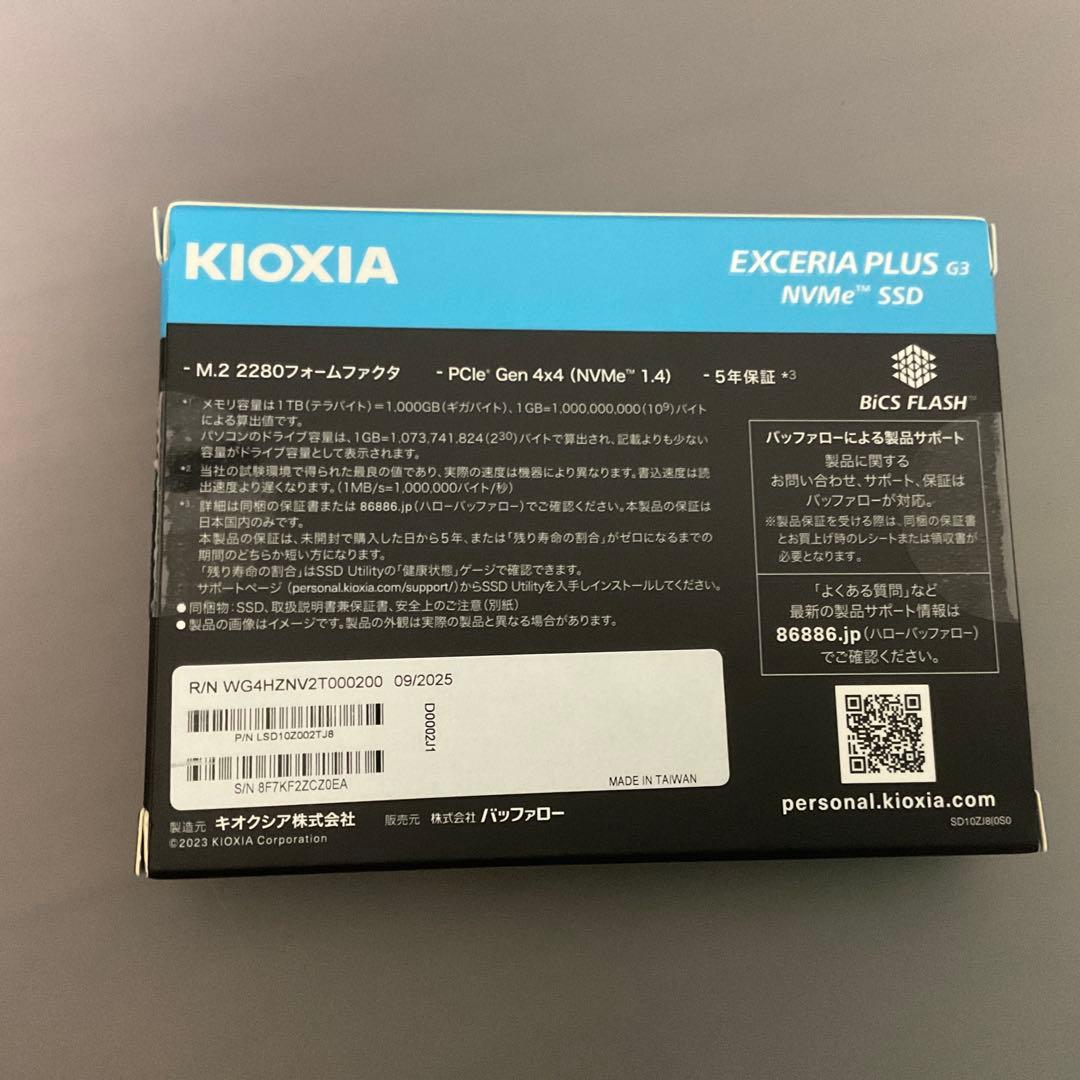 KIOXIA
EXCERIA PLUS G3
NVMe™ SSD
- M.2 2280フォームファクタ
- PCIe® Gen 4x4 (NVMe™ 1.4)
- 5年保証 *3
BiCS FLASH™
*1 メモリ容量は1TB(テラバイト)=1,000GB(ギガバイト)、1GB=1,000,000,000(10⁹)バイト
による算出値です。
パソコンのドライブ容量は、1GB=1,073,741,824(2³⁰)バイトで算出され、記載よりも少ない
容量がドライブ容量として表示されます。
*2 当社の試験環境で得られた最良の値であり、実際の速度は機器により異なります。書込速度は読
出速度より遅くなります。(1MB/s=1,000,000バイト/秒)
*3 詳細は同梱の保証書または 86886.jp(ハローバッファロー)でご確認ください。本製品の保証は
日本国内のみです。
本製品の保証は、未開封で購入した日から5年、または「残り寿命の割合」がゼロになるまでの
期間のどちらか短い方になります。
「残り寿命の割合」はSSD Utilityの「健康状態」ゲージで確認できます。
サポートページ (personal.kioxia.com/support/)からSSD Utilityを入手しインストールしてください。
●同梱物:SSD、取扱説明書兼保証書、安全上のご注意(別紙)
●製品の画像はイメージです。製品の外観は実際の製品と異なる場合があります。
バッファローによる製品サポート
製品に関する
お問い合わせ、サポート、保証は
バッファローが対応。
※製品保証を受ける際は、同梱の保証書
とお買上げ時のレシートまたは領収書が
必要となります。
「よくある質問」など
最新の製品サポート情報は
86886.jp(ハローバッファロー)
でご確認ください。
R/N WG4HZNV2T000200 09/2025
P/N LSD10Z002TJ8
D0002J1
S/N 8F7KF2ZCZ0EA
MADE IN TAIWAN
personal.kioxia.com
SD10ZJ8(0S0
製造元 キオクシア株式会社 販売元 株式会社 バッファロー
©2023 KIOXIA Corporation